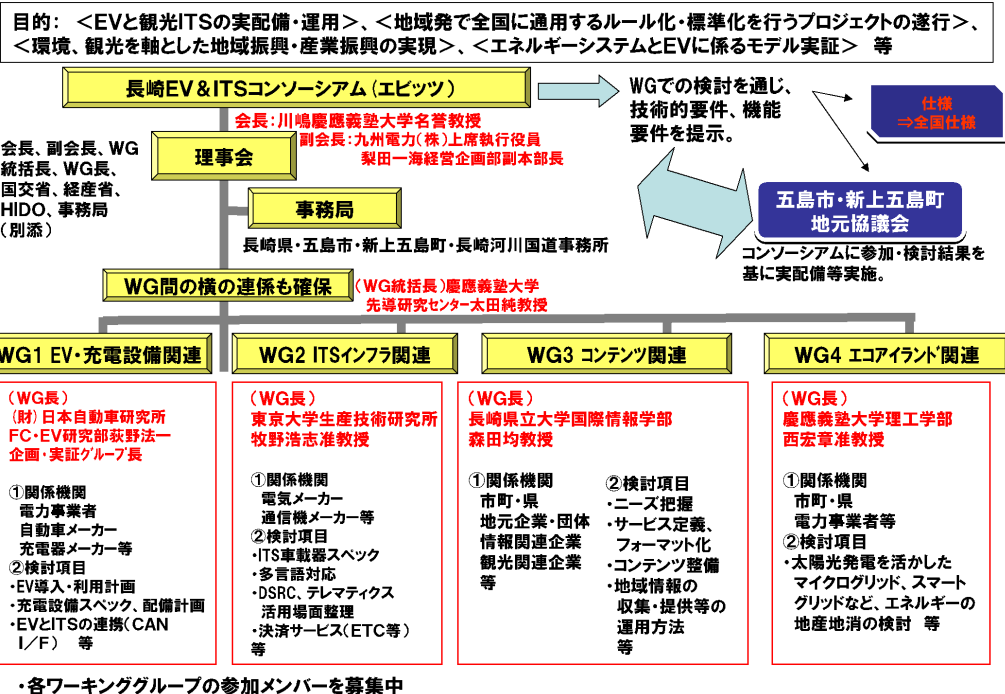 目的： ＜EVと観光ITSの実配備・運用＞、＜地域発で全国に通用するルール化・標準化を行うプロジェクトの遂行＞、
＜環境、観光を軸とした地域振興・産業振興の実現＞、＜エネルギーシステムとEVに係るモデル実証＞ 等
長崎EV＆ITSコンソーシアム（エビッツ）
会長：川嶋慶應義塾大学名誉教授
副会長：九州電力（株）上席執行役員
梨田一海経営企画部副本部長
WGでの検討を通じ、
技術的要件、機能
要件を提示。
仕様
⇒全国仕様
理事会
会長、副会長、WG
統括長、WG長、
国交省、経産省、
HIDO、事務局
（別添）
事務局
長崎県・五島市・新上五島町・長崎河川国道事務所
五島市・新上五島町
地元協議会
コンソーシアムに参加・検討結果を
基に実配備等実施。
WG間の横の連係も確保
（WG統括長）慶應義塾大学
先導研究センター太田純教授
WG1 EV・充電設備関連
（WG長）
（財）日本自動車研究所
FC・EV研究部荻野法一
企画・実証グループ長
①関係機関
電力事業者
自動車メーカー
充電器メーカー等
②検討項目
・EV導入・利用計画
・充電設備スペック、配備計画
・EVとITSの連携（CAN
I／F） 等
WG2 ITSインフラ関連
（WG長）
東京大学生産技術研究所
牧野浩志准教授
①関係機関
電気メーカー
通信機メーカー等
②検討項目
・ITS車載器スペック
・多言語対応
・DSRC、テレマティクス
活用場面整理
・決済サービス（ETC等）
等
WG3 コンテンツ関連
（WG長）
長崎県立大学国際情報学部
森田均教授
①関係機関
市町・県
地元企業・団体
情報関連企業
観光関連企業
等
②検討項目
・ニーズ把握
・サービス定義、
フォーマット化
・コンテンツ整備
・地域情報の
収集・提供等の
運用方法
等
WG4 エコアイランド関連
（WG長）
慶應義塾大学理工学部
西宏章准教授
①関係機関
市町・県
電力事業者等
②検討項目
・太陽光発電を活かした
マイクログリッド、スマート
グリッドなど、エネルギーの
地産地消の検討 等
・各ワーキンググループの参加メンバーを募集中